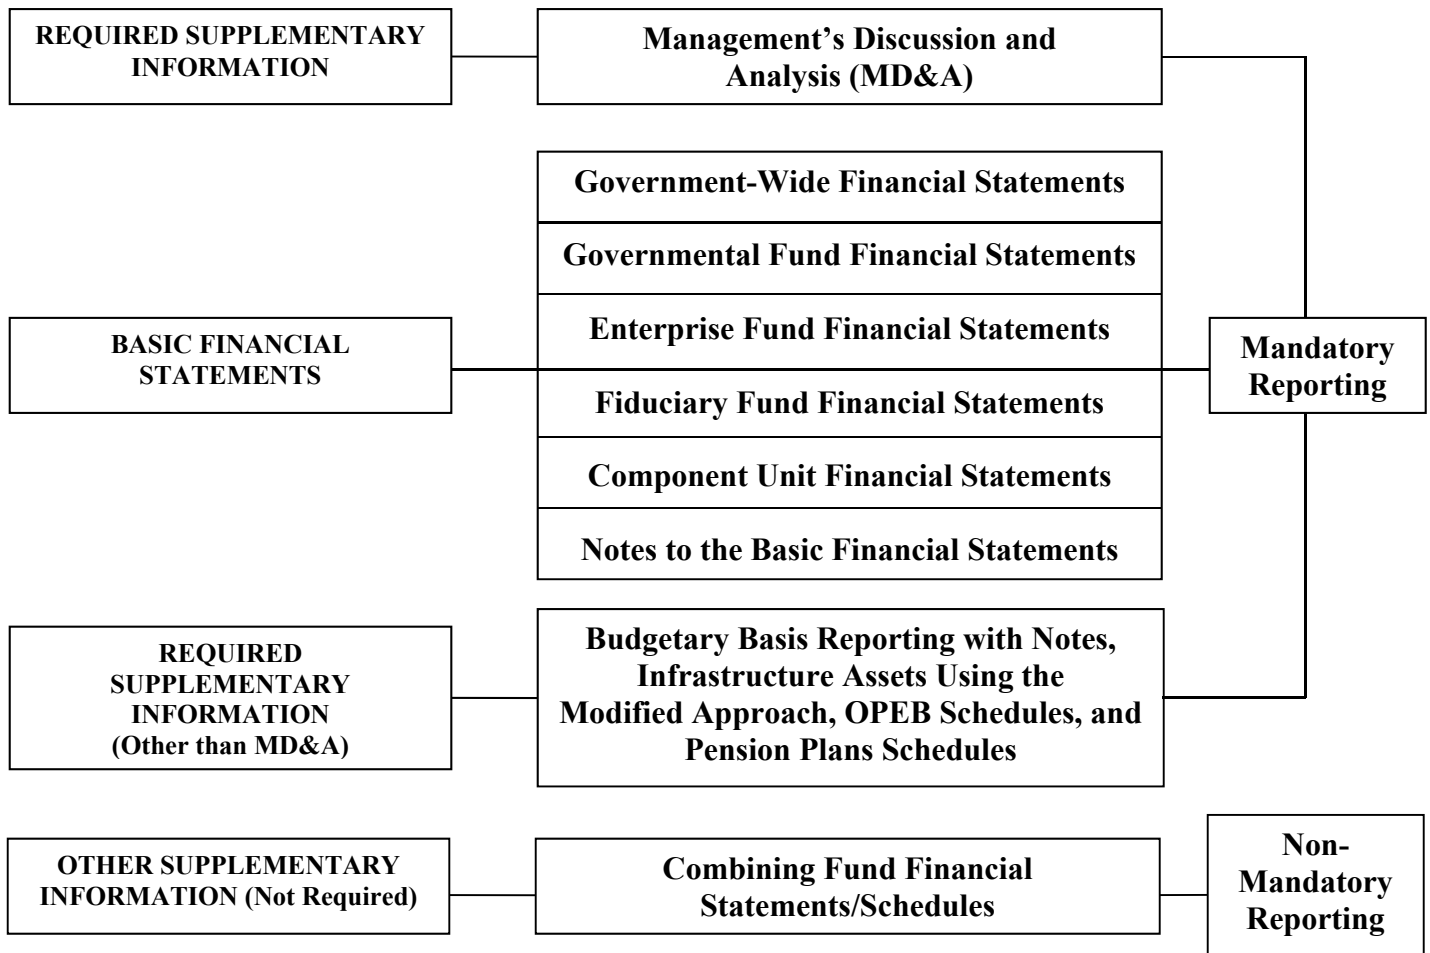 REQUIRED SUPPLEMENTARY
INFORMATION
Management’s Discussion and
Analysis (MD&A)
Government-Wide Financial Statements
Governmental Fund Financial Statements
Enterprise Fund Financial Statements
BASIC FINANCIAL
STATEMENTS
Mandatory
Reporting
Fiduciary Fund Financial Statements
Component Unit Financial Statements
Notes to the Basic Financial Statements
REQUIRED
SUPPLEMENTARY
INFORMATION
(Other than MD&A)
Budgetary Basis Reporting with Notes,
Infrastructure Assets Using the
Modified Approach, OPEB Schedules, and
Pension Plans Schedules
OTHER SUPPLEMENTARY
INFORMATION (Not Required)
Combining Fund Financial
Statements/Schedules
Non-
Mandatory
Reporting